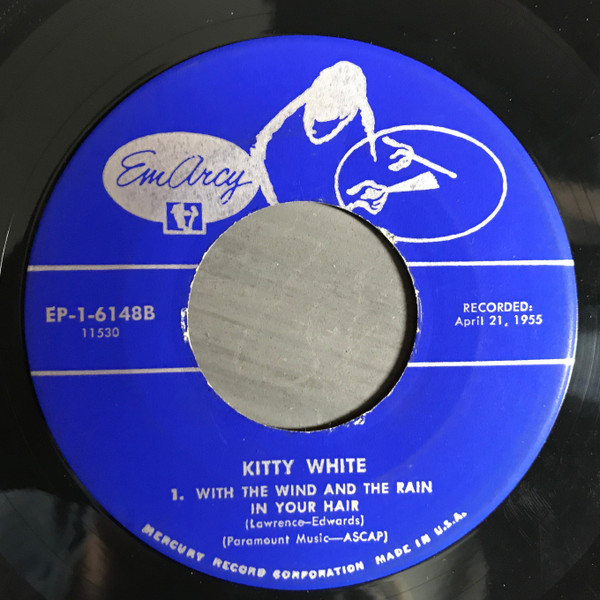 EmArcy
EP-1-6148B
11530
RECORDED:
April 21, 1955
KITTY WHITE
1. WITH THE WIND AND THE RAIN
IN YOUR HAIR
(Lawrence—Edwards)
(Paramount Music—ASCAP)
MERCURY RECORD CORPORATION MADE IN U.S.A.